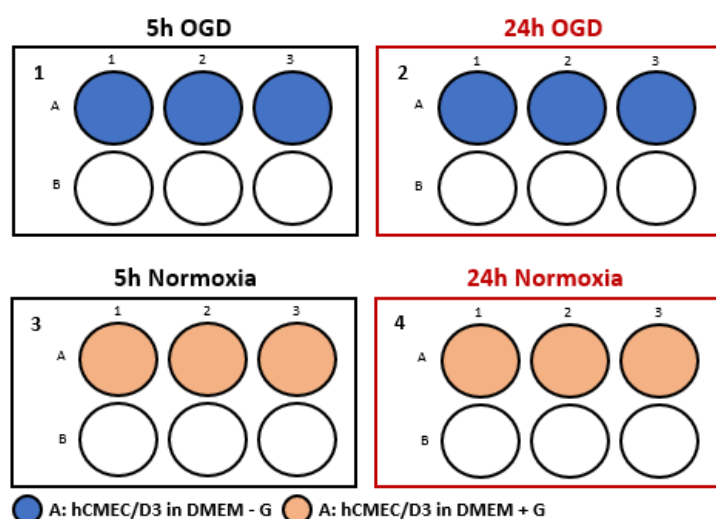 5h OGD
24h OGD
1
1 2 3
A
B
2
1 2 3
A
B
5h Normoxia
24h Normoxia
3
1 2 3
A
B
4
1 2 3
A
B
A: hCMEC/D3 in DMEM - G
A: hCMEC/D3 in DMEM + G